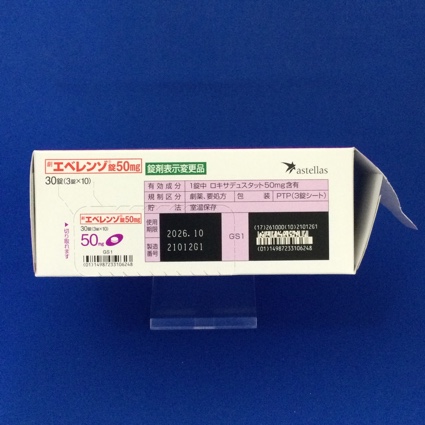 劇 エベレンゾ錠50mg
30錠(3錠×10)
錠剤表示変更品
astellas
有効成分 1錠中 ロキサデュスタット50mg含有
規制区分 劇薬、要処方 包装 PTP(3錠シート)
貯法 室温保存
切り取れます
エベレンゾ錠50mg
30錠(3錠×10)
50mg
GS1
(01)14987233106248
使用期限 2026.10
製造番号 21012G1
GS1
(17)261000(10)21012G1
(01)14987233106248